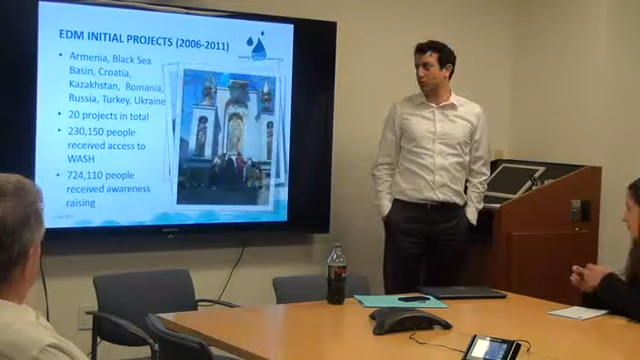 EDM INITIAL PROJECTS (2006-2011)
• Armenia, Black Sea
Basin, Croatia,
Kazakhstan, Romania,
Russia, Turkey, Ukraine
• 20 projects in total
• 230,150 people
received access to
WASH
• 724,110 people
received awareness
raising